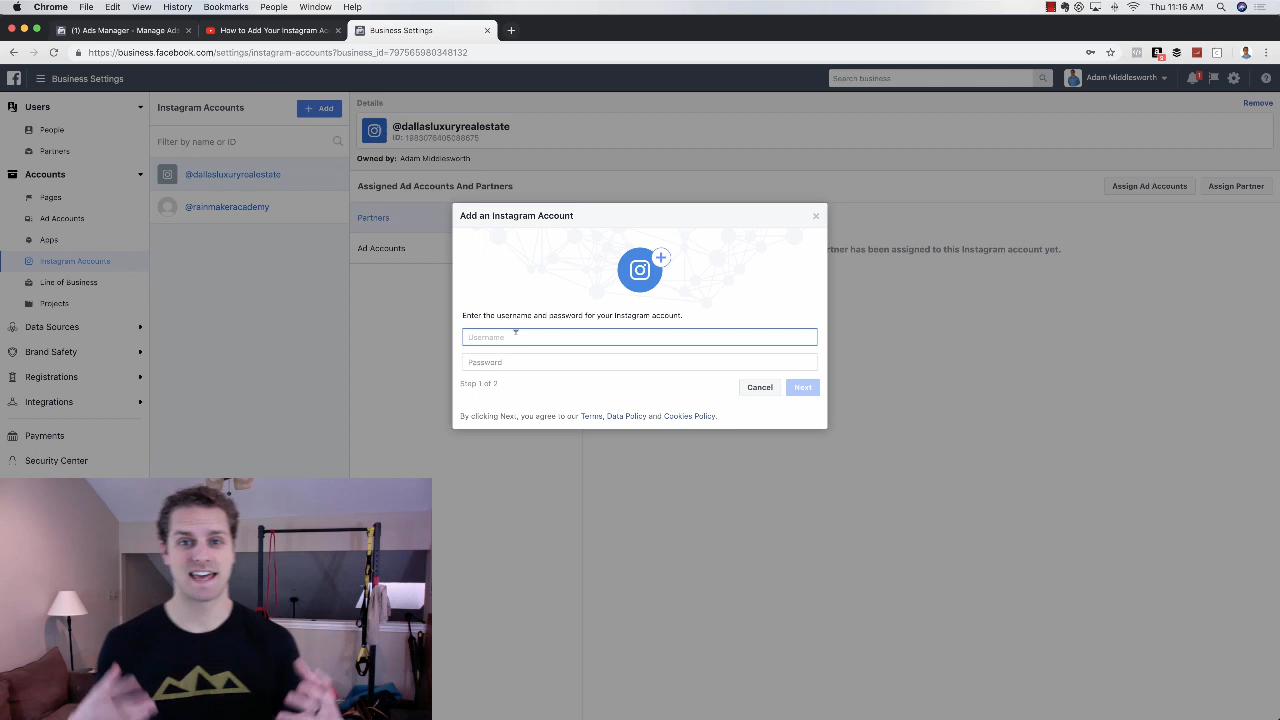 Chrome File Edit View History Bookmarks People Window Help
Thu 11:16 AM
(1) Ads Manager - Manage Ads
How to Add Your Instagram Acc
Business Settings
https://business.facebook.com/settings/instagram-accounts?business_id=797565980348132
Business Settings
Search business
Adam Middlesworth
Users
People
Partners
Accounts
Pages
Ad Accounts
Apps
Instagram Accounts
Line of Business
Projects
Data Sources
Brand Safety
Registrations
Integrations
Payments
Security Center
Instagram Accounts
+ Add
Filter by name or ID
@dallasluxuryrealestate
@rainmakeracademy
Details
Remove
@dallasluxuryrealestate
ID: 1983076405088675
Owned by: Adam Middlesworth
Assigned Ad Accounts And Partners
Assign Ad Accounts
Assign Partner
Partners
Ad Accounts
rtner has been assigned to this Instagram account yet.
Add an Instagram Account
Enter the username and password for your Instagram account.
Username
Password
Step 1 of 2
Cancel
Next
By clicking Next, you agree to our Terms, Data Policy and Cookies Policy.